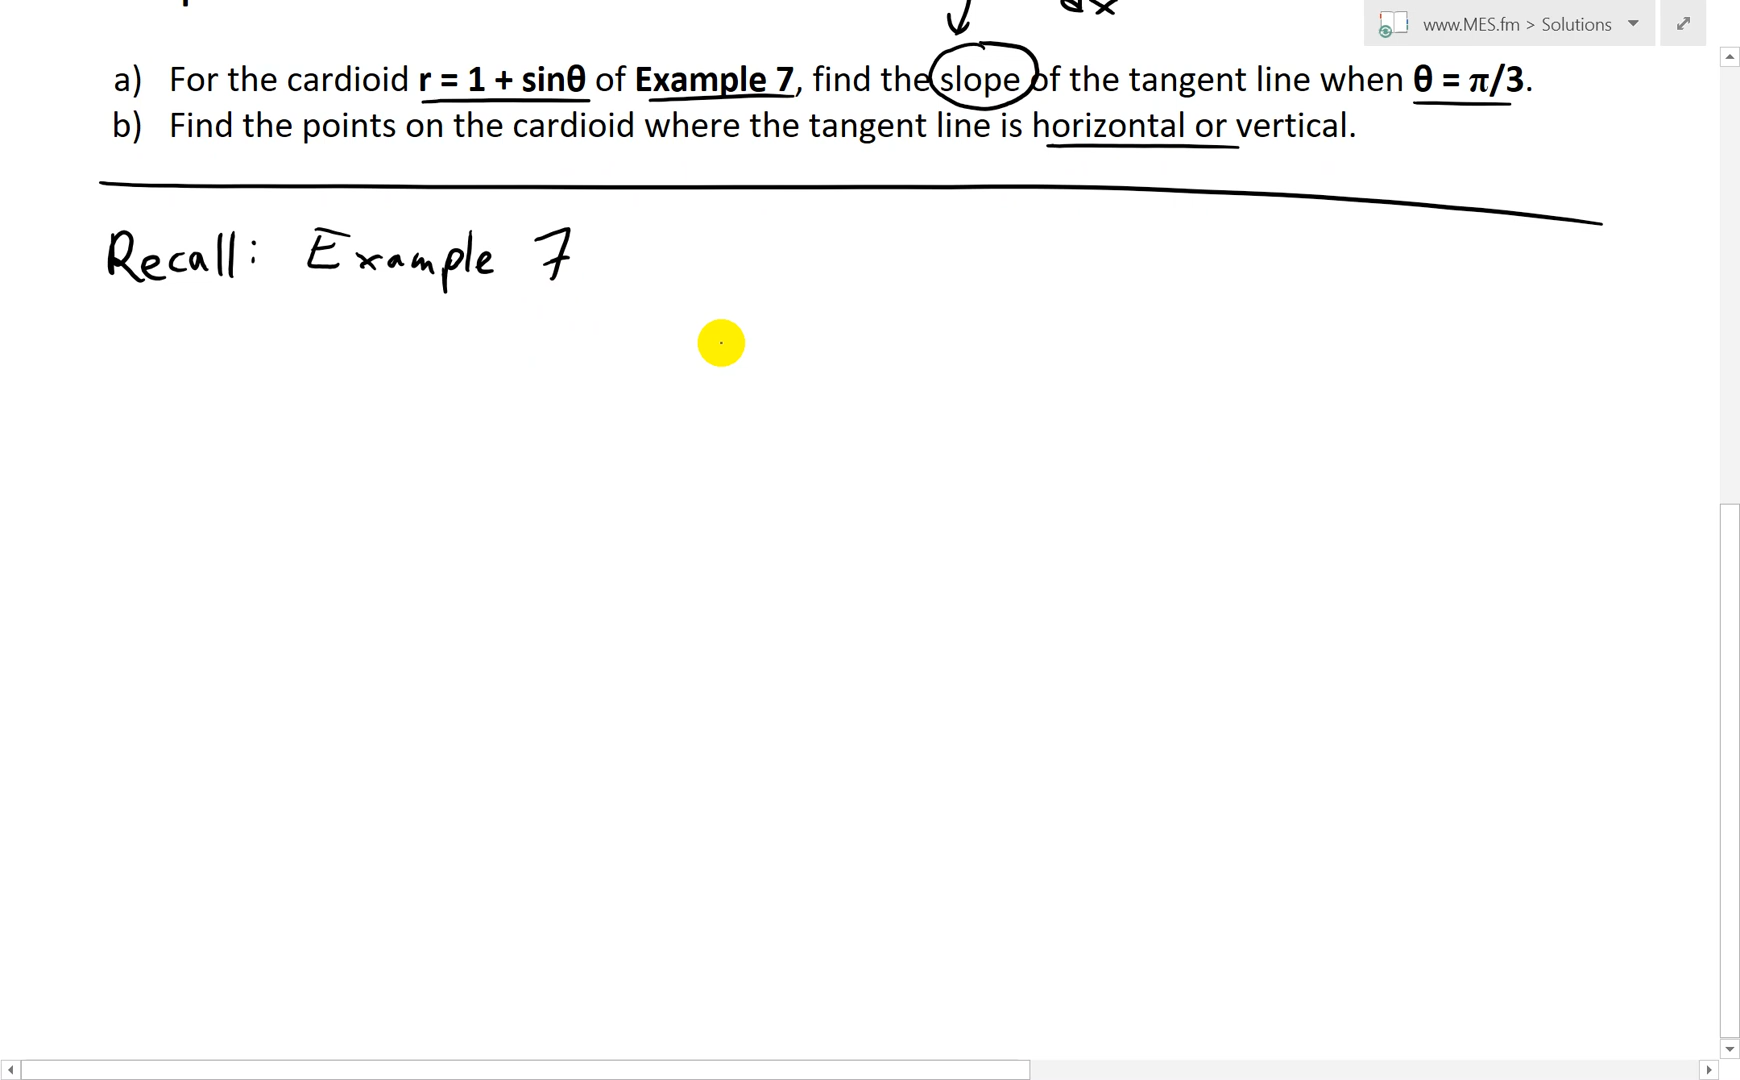 dx
www.MES.fm > Solutions
a) For the cardioid r = 1 + sinθ of Example 7, find the slope of the tangent line when θ = π/3.
b) Find the points on the cardioid where the tangent line is horizontal or vertical.
Recall: Example 7